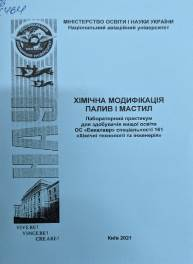 МІНІСТЕРСТВО ОСВІТИ І НАУКИ УКРАЇНИ
Національний авіаційний університет
НАУ
ХІМІЧНА МОДИФІКАЦІЯ
ПАЛИВ І МАСТИЛ
Лабораторний практикум
для здобувачів вищої освіти
ОС «Бакалавр» спеціальності 161
«Хімічні технології та інженерія»
VIVERE!
VINCERE!
CREARE!
Київ 2021